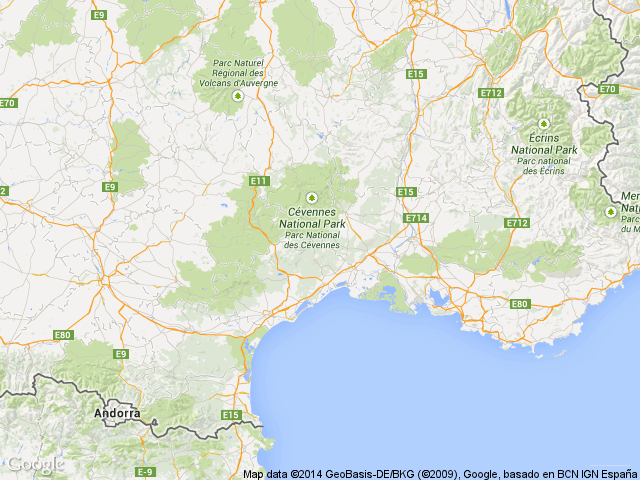 E9
E15
Parc Naturel
Régional des
Volcans d'Auvergne
E70
E712
E70
Écrins
National Park
Parc national
des Écrins
E9
E11
E15
Cévennes
National Park
Parc National
des Cévennes
E714
E712
E80
E80
E9
Andorra
E15
E-9
Google
Map data ©2014 GeoBasis-DE/BKG (©2009), Google, basado en BCN IGN España